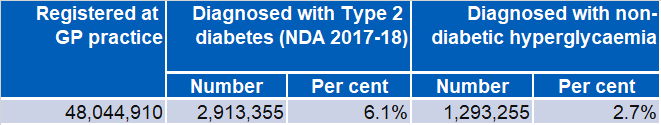 Registered at GP practice
Diagnosed with Type 2 diabetes (NDA 2017-18)
Diagnosed with non-diabetic hyperglycaemia
Number Per cent Number Per cent
48,044,910 2,913,355 6.1% 1,293,255 2.7%